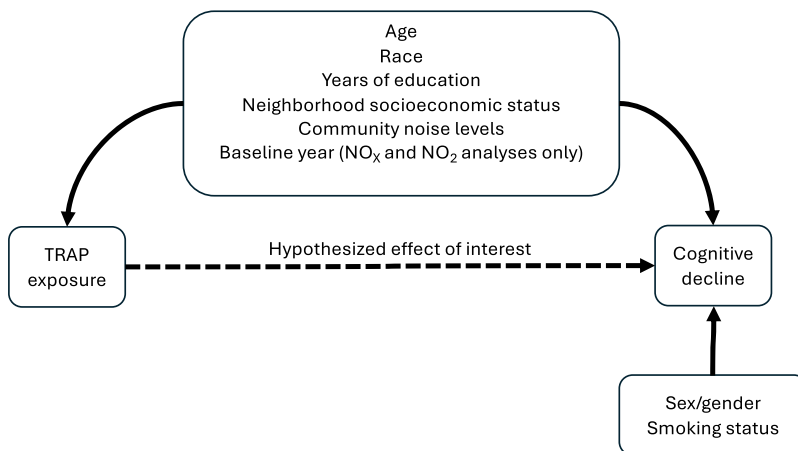 Age
Race
Years of education
Neighborhood socioeconomic status
Community noise levels
Baseline year (NOX and NO2 analyses only)
TRAP
exposure
Hypothesized effect of interest
Cognitive
decline
Sex/gender
Smoking status